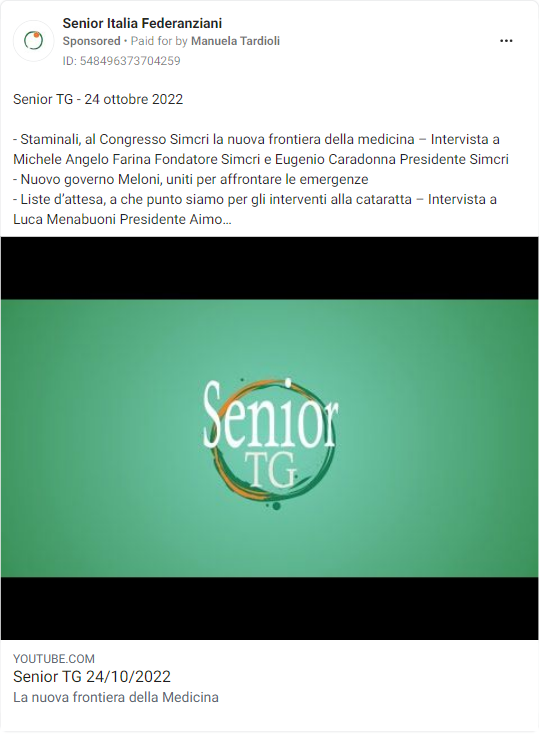 Senior Italia Federanziani
Sponsored • Paid for by Manuela Tardioli
ID: 548496373704259
Senior TG - 24 ottobre 2022
- Staminali, al Congresso Simcri la nuova frontiera della medicina – Intervista a
Michele Angelo Farina Fondatore Simcri e Eugenio Caradonna Presidente Simcri
- Nuovo governo Meloni, uniti per affrontare le emergenze
- Liste d’attesa, a che punto siamo per gli interventi alla cataratta – Intervista a
Luca Menabuoni Presidente Aimo…
Senior
TG
YOUTUBE.COM
Senior TG 24/10/2022
La nuova frontiera della Medicina